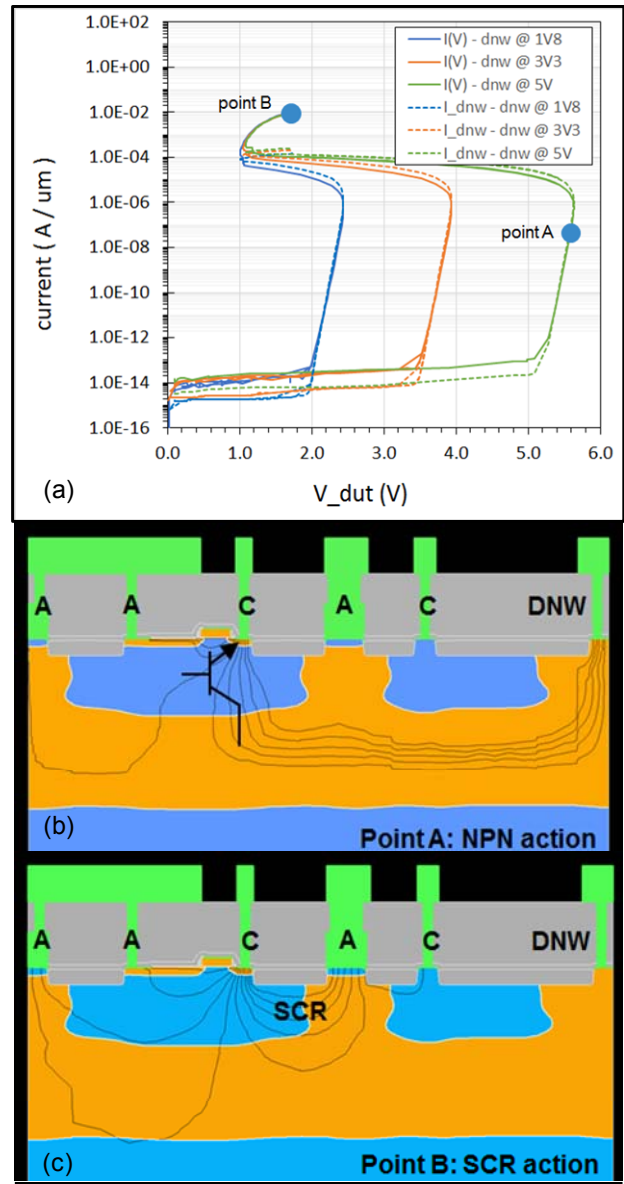 1.0E+02
1.0E+00
1.0E-02
1.0E-04
1.0E-06
1.0E-08
1.0E-10
1.0E-12
1.0E-14
1.0E-16
current ( A / um)
I(V) - dnw @ 1V8
I(V) - dnw @ 3V3
I(V) - dnw @ 5V
I_dnw - dnw @ 1V8
I_dnw - dnw @ 3V3
I_dnw - dnw @ 5V
point B
point A
0.0 1.0 2.0 3.0 4.0 5.0 6.0
(a) V_dut (V)
A A C A C DNW
(b) Point A: NPN action
A A C A C DNW
SCR
(c) Point B: SCR action